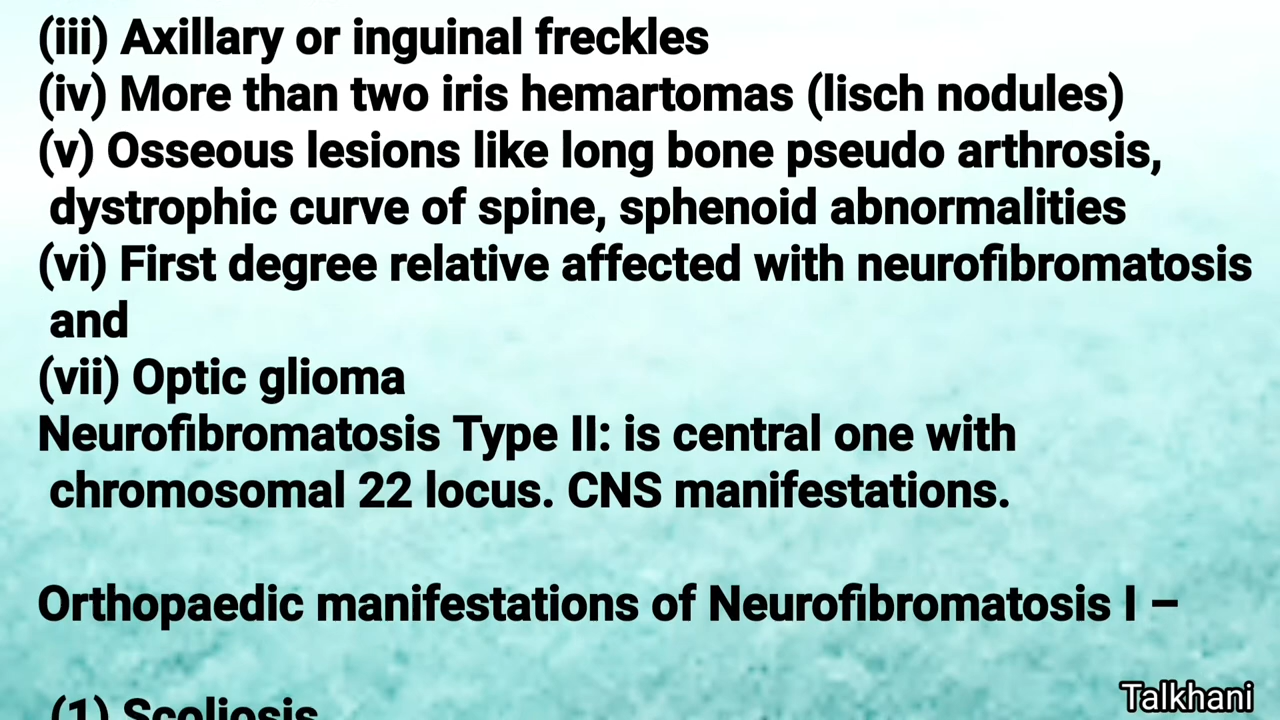 (iii) Axillary or inguinal freckles
(iv) More than two iris hemartomas (lisch nodules)
(v) Osseous lesions like long bone pseudo arthrosis,
dystrophic curve of spine, sphenoid abnormalities
(vi) First degree relative affected with neurofibromatosis
and
(vii) Optic glioma
Neurofibromatosis Type II: is central one with
chromosomal 22 locus. CNS manifestations.
Orthopaedic manifestations of Neurofibromatosis I –
(1) Scoliosis
Talkhani